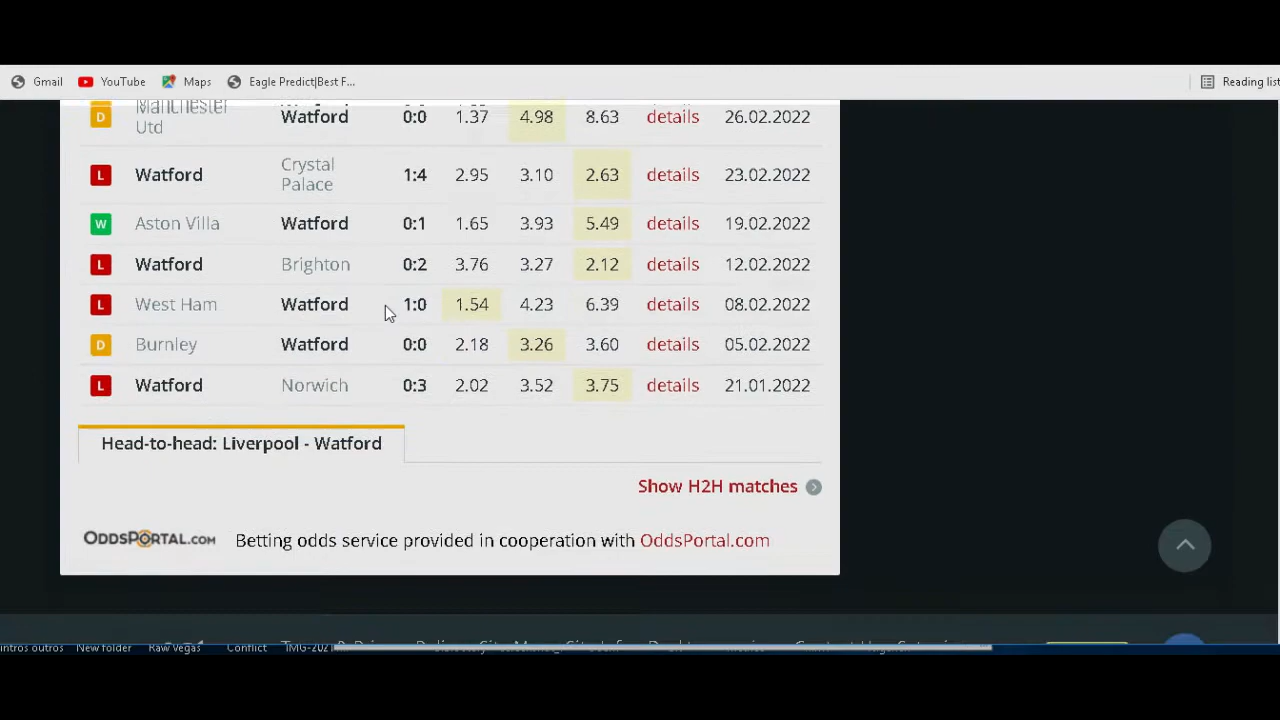 Gmail YouTube Maps Eagle Predict|Best F... Reading list
D Manchester Utd Watford 0:0 1.37 4.98 8.63 details 26.02.2022
L Watford Crystal Palace 1:4 2.95 3.10 2.63 details 23.02.2022
W Aston Villa Watford 0:1 1.65 3.93 5.49 details 19.02.2022
L Watford Brighton 0:2 3.76 3.27 2.12 details 12.02.2022
L West Ham Watford 1:0 1.54 4.23 6.39 details 08.02.2022
D Burnley Watford 0:0 2.18 3.26 3.60 details 05.02.2022
L Watford Norwich 0:3 2.02 3.52 3.75 details 21.01.2022
Head-to-head: Liverpool - Watford
Show H2H matches
ODDSPORTAL.COM Betting odds service provided in cooperation with OddsPortal.com
intros outros New folder Raw Vegas Conflict